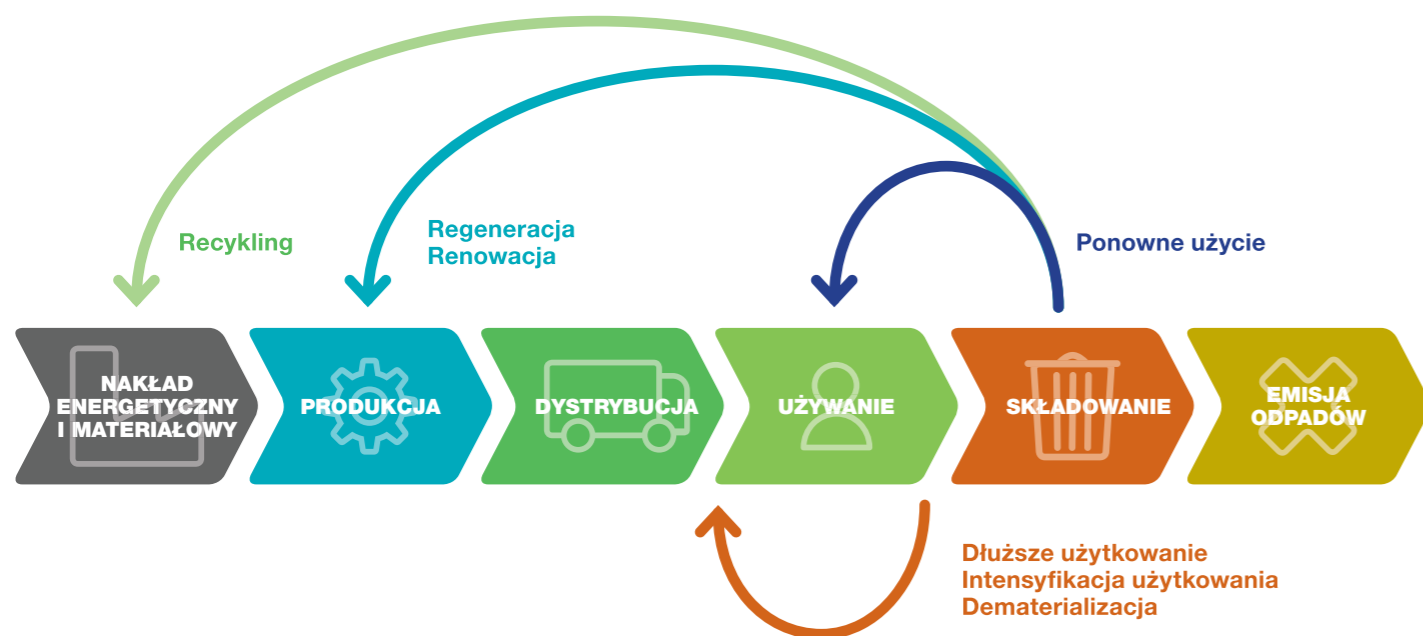 Recykling
Regeneracja
Renowacja
Ponowne użycie
NAKŁAD
ENERGETYCZNY
I MATERIAŁOWY
PRODUKCJA
DYSTRYBUCJA
UŻYWANIE
SKŁADOWANIE
EMISJA
ODPADÓW
Dłuższe użytkowanie
Intensyfikacja użytkowania
Dematerializacja